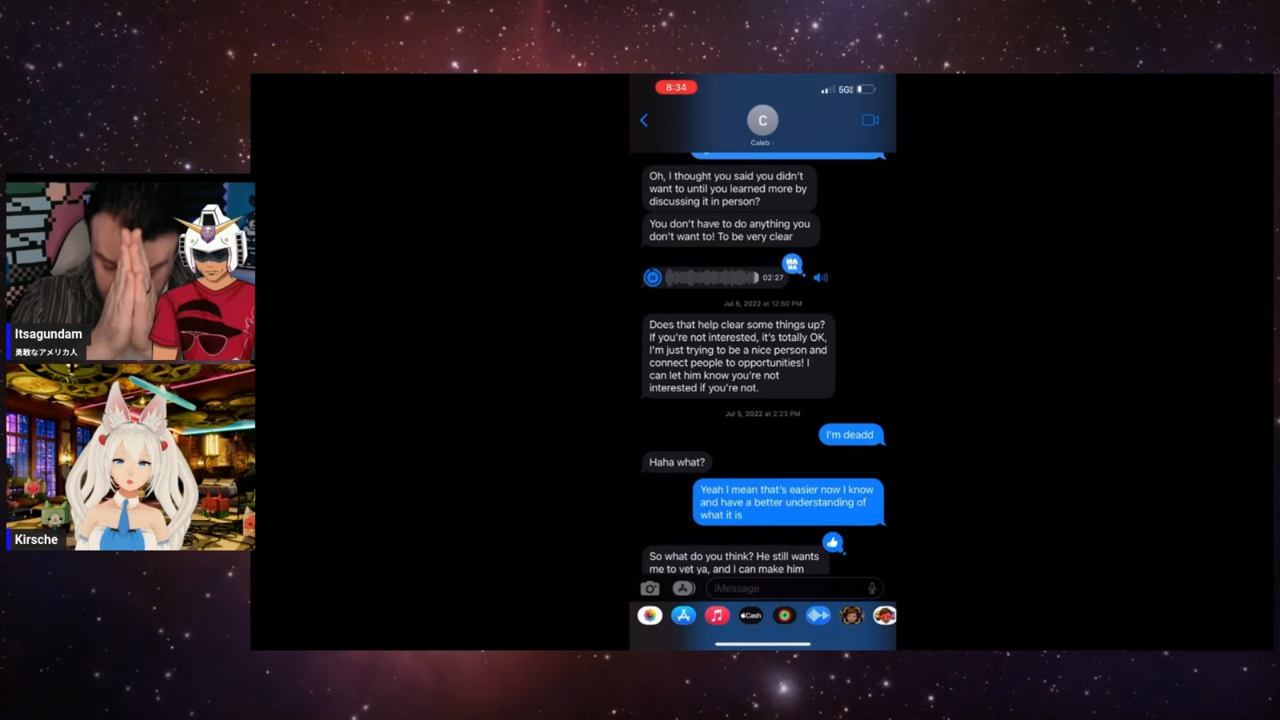 8:34
5G
C
Caleb
Oh, I thought you said you didn't
want to until you learned more by
discussing it in person?
You don't have to do anything you
don't want to! To be very clear
HA
HA
02:27
Jul 5, 2022 at 12:50 PM
Does that help clear some things up?
If you're not interested, it's totally OK,
I'm just trying to be a nice person and
connect people to opportunities! I
can let him know you're not
interested if you're not.
Jul 5, 2022 at 2:23 PM
I'm deadd
Haha what?
Yeah I mean that's easier now I know
and have a better understanding of
what it is
So what do you think? He still wants
me to vet ya, and I can make him
iMessage
Cash
Itsagundam
勇敢なアメリカ人
Kirsche